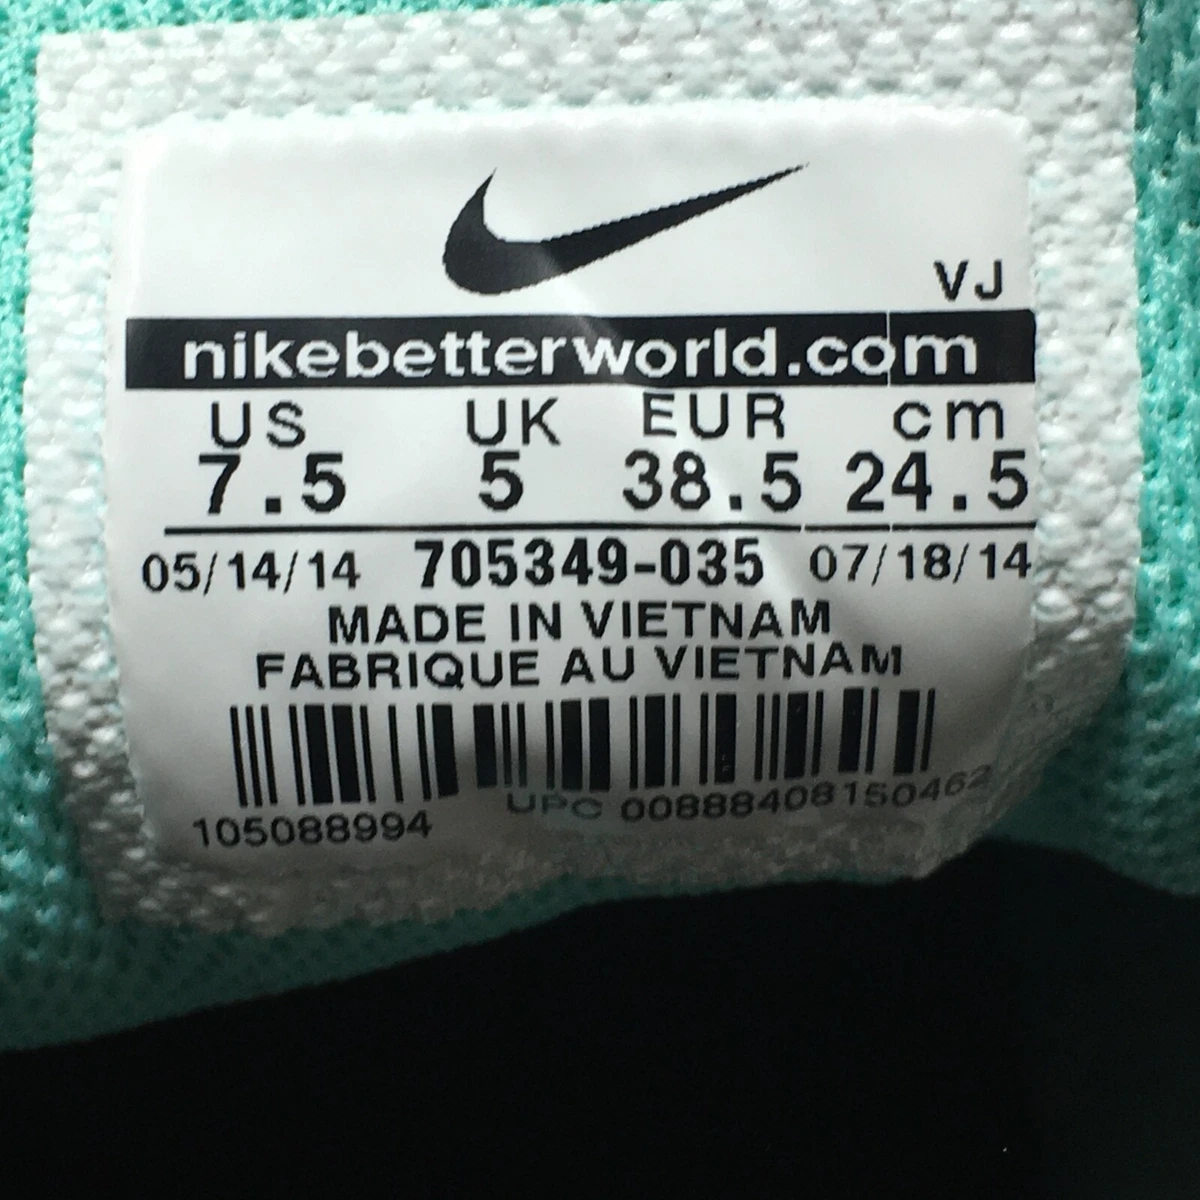 VJ
nikebetterworld.com
US UK EUR cm
7.5 5 38.5 24.5
05/14/14 705349-035 07/18/14
MADE IN VIETNAM
FABRIQUE AU VIETNAM
105088994 UPC 00888408150462